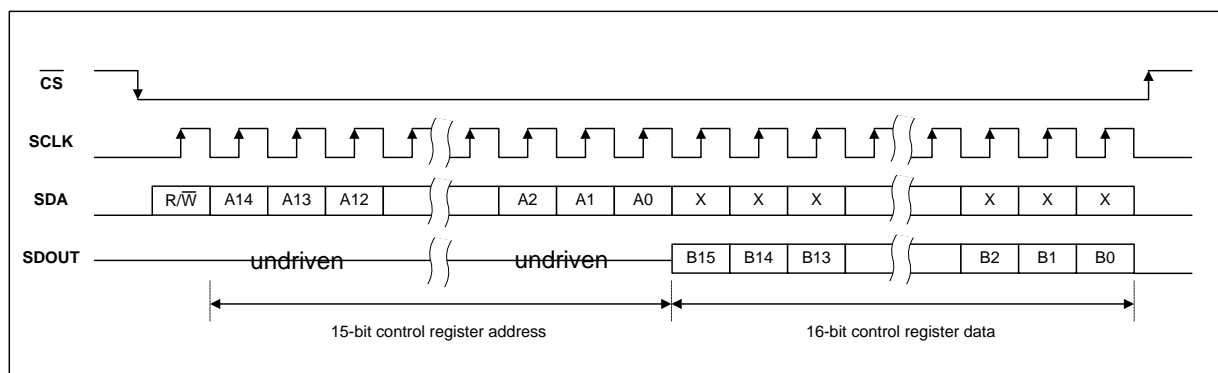 CS
SCLK
SDA R/W A14 A13 A12 A2 A1 A0 X X X X X X
SDOUT undriven undriven B15 B14 B13 B2 B1 B0
15-bit control register address 16-bit control register data